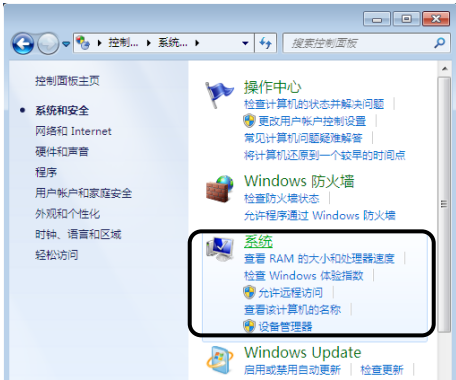 控制... ▸ 系统... ▸ 搜索控制面板
控制面板主页
系统和安全
网络和 Internet
硬件和声音
程序
用户帐户和家庭安全
外观和个性化
时钟、语言和区域
轻松访问
操作中心
检查计算机的状态并解决问题
更改用户帐户控制设置
常见计算机问题疑难解答
将计算机还原到一个较早的时间点
Windows 防火墙
检查防火墙状态
允许程序通过 Windows 防火墙
系统
查看 RAM 的大小和处理器速度
检查 Windows 体验指数
允许远程访问
查看该计算机的名称
设备管理器
Windows Update
启用或禁用自动更新 检查更新